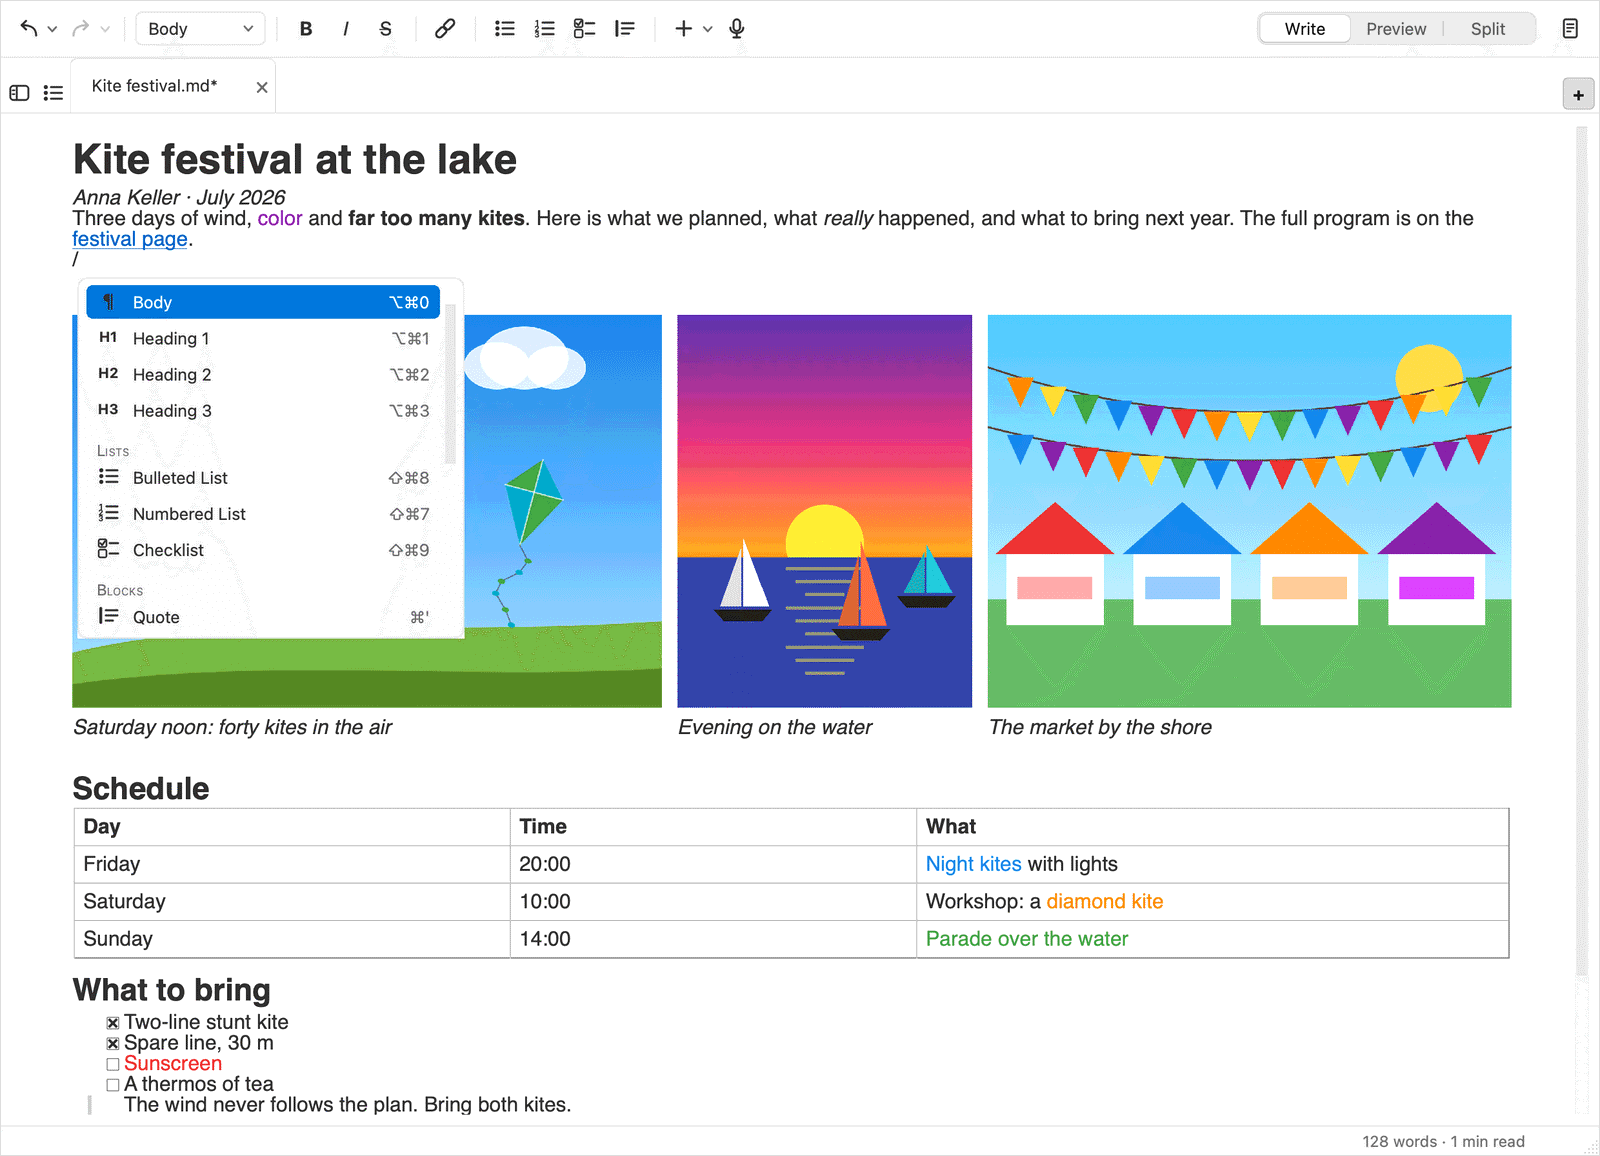 Body
B I S
Write Preview Split
Kite festival.md*
Kite festival at the lake
Anna Keller · July 2026
Three days of wind, color and far too many kites. Here is what we planned, what really happened, and what to bring next year. The full program is on the
festival page.
/
¶ Body ⌥⌘0
H1 Heading 1 ⌥⌘1
H2 Heading 2 ⌥⌘2
H3 Heading 3 ⌥⌘3
Lists
Bulleted List ⇧⌘8
Numbered List ⇧⌘7
Checklist ⇧⌘9
Blocks
Quote ⌘'
Saturday noon: forty kites in the air
Evening on the water
The market by the shore
Schedule
Day Time What
Friday 20:00 Night kites with lights
Saturday 10:00 Workshop: a diamond kite
Sunday 14:00 Parade over the water
What to bring
Two-line stunt kite
Spare line, 30 m
Sunscreen
A thermos of tea
The wind never follows the plan. Bring both kites.
128 words · 1 min read